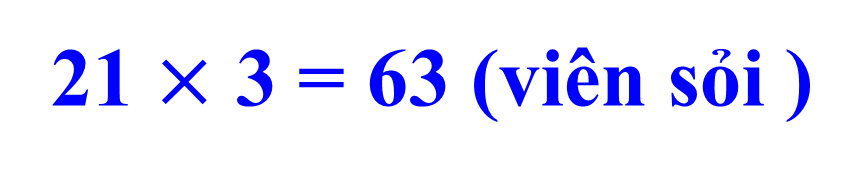 21 × 3 = 63 (viên sỏi )